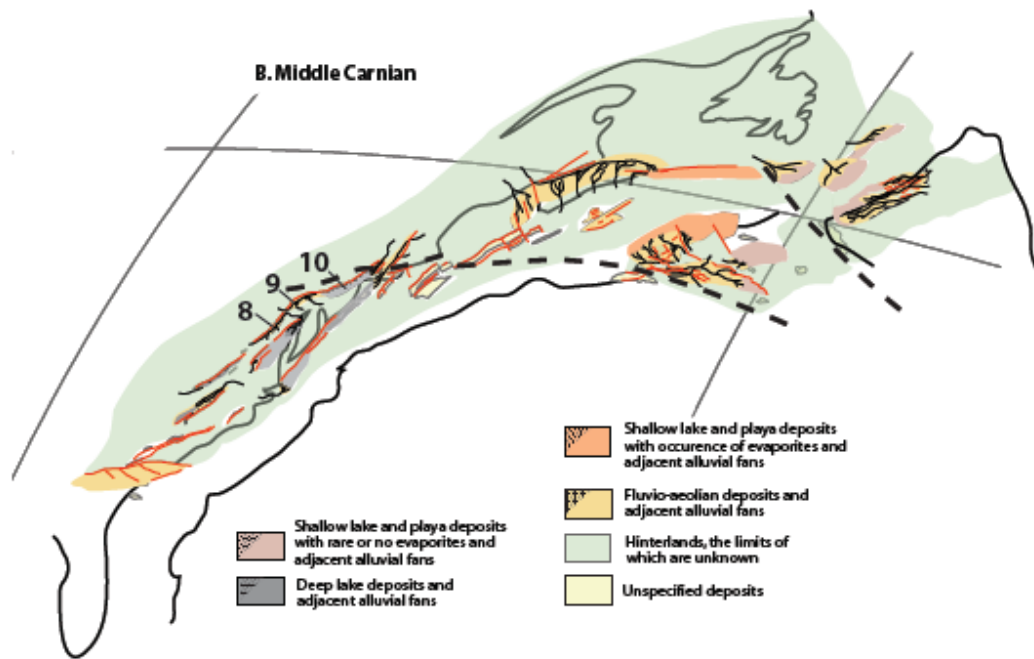 B. Middle Carnian
10
9
8
Shallow lake and playa deposits
with occurence of evaporites and
adjacent alluvial fans
Fluvio-aeolian deposits and
adjacent alluvial fans
Shallow lake and playa deposits
with rare or no evaporites and
adjacent alluvial fans
Hinterlands, the limits of
which are unknown
Deep lake deposits and
adjacent alluvial fans
Unspecified deposits